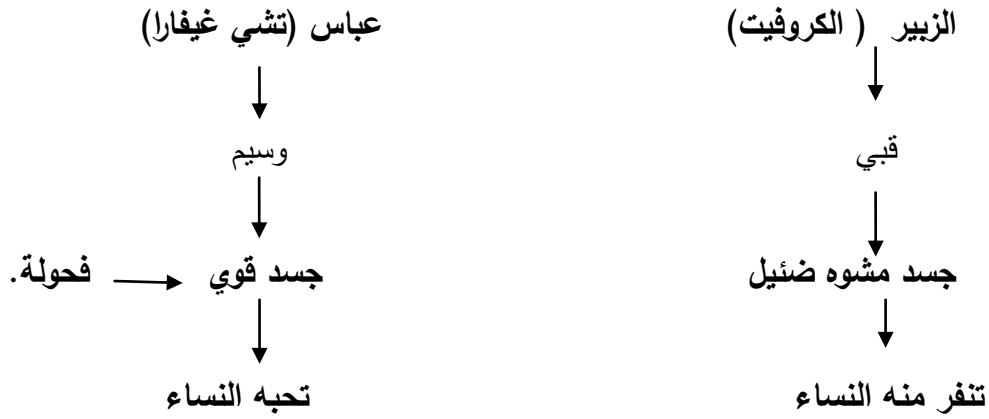 الزبير ( الكروفيت) عباس (تشي غيفارا)
قبي وسيم
جسد مشوه ضئيل جسد قوي فحولة.
تنفر منه النساء تحبه النساء